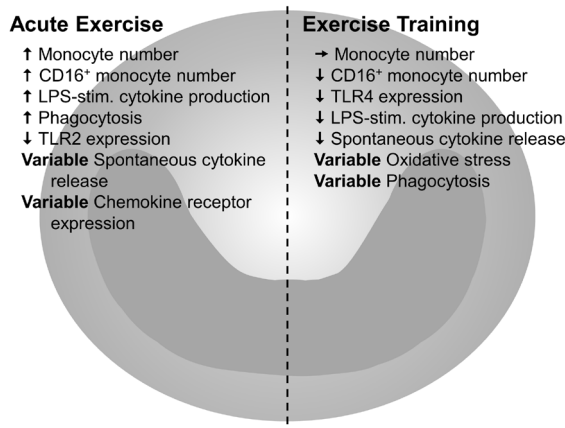 Acute Exercise
↑ Monocyte number
↑ CD16⁺ monocyte number
↑ LPS-stim. cytokine production
↑ Phagocytosis
↓ TLR2 expression
Variable Spontaneous cytokine
release
Variable Chemokine receptor
expression
Exercise Training
→ Monocyte number
↓ CD16⁺ monocyte number
↓ TLR4 expression
↓ LPS-stim. cytokine production
↓ Spontaneous cytokine release
Variable Oxidative stress
Variable Phagocytosis